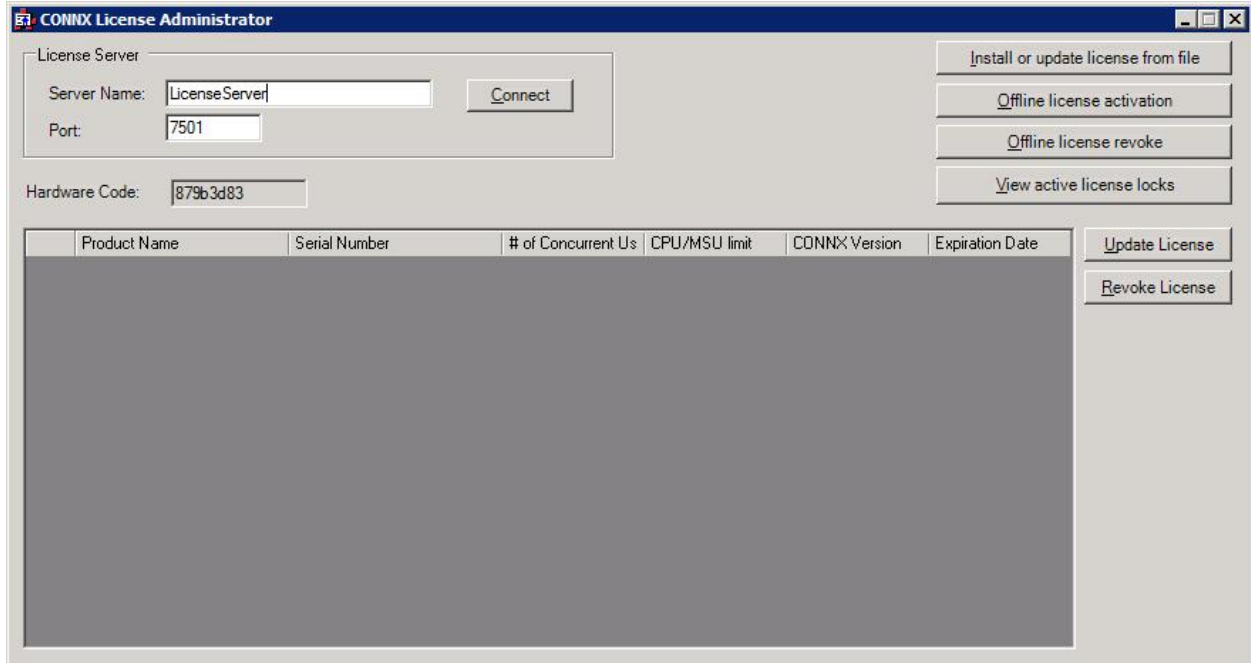 CONNX License Administrator
License Server
Server Name: LicenseServer Connect
Port: 7501
Hardware Code: 879b3d83
Install or update license from file
Offline license activation
Offline license revoke
View active license locks
Product Name Serial Number # of Concurrent Us CPU/MSU limit CONNX Version Expiration Date
Update License
Revoke License